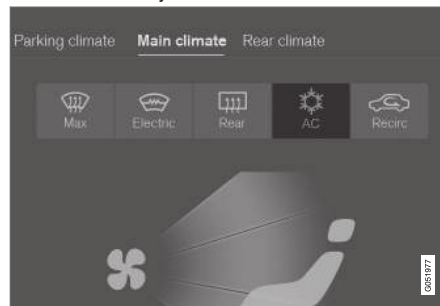 Parking climate Main climate Rear climate
Max Electric Rear AC Recirc
G051977